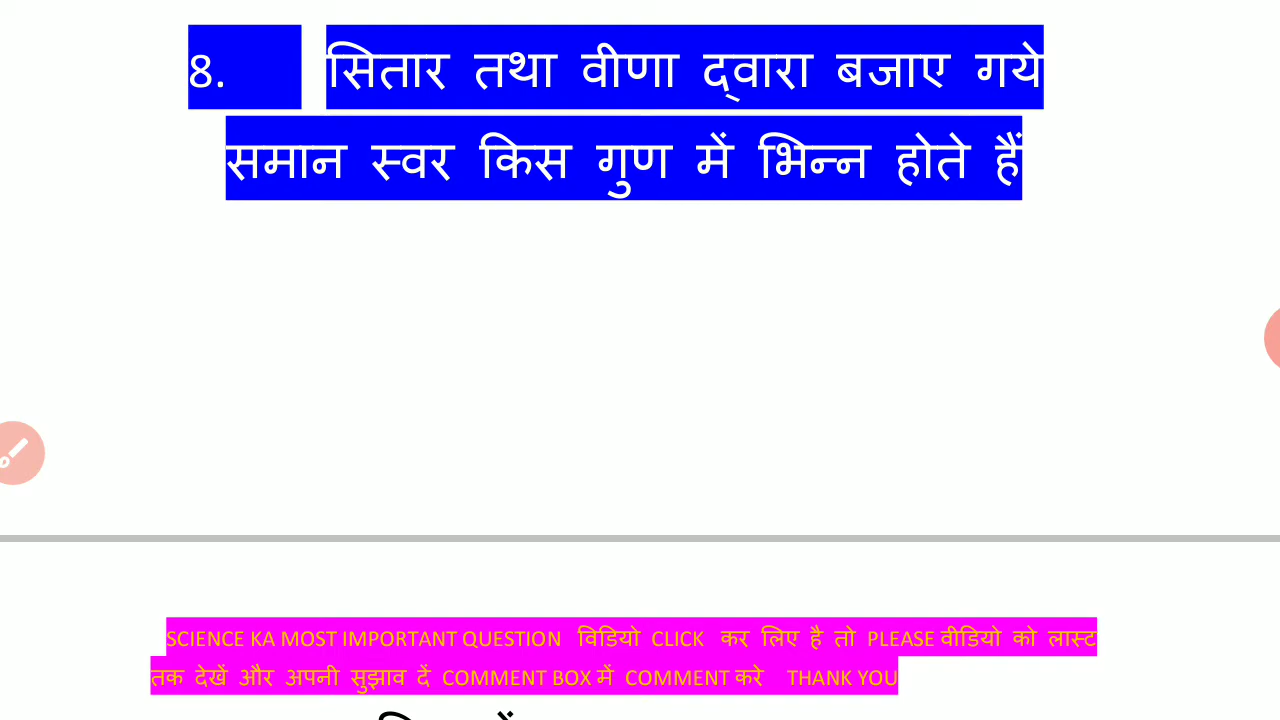 8. सितार तथा वीणा द्वारा बजाए गये
समान स्वर किस गुण में भिन्न होते हैं
SCIENCE KA MOST IMPORTANT QUESTION विडियो CLICK कर लिए है तो PLEASE वीडियो को लास्ट
तक देखें और अपनी सुझाव दें COMMENT BOX में COMMENT करे THANK YOU